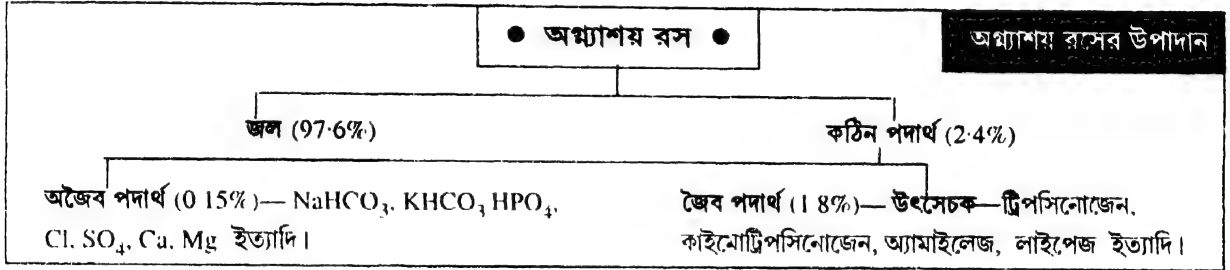 ● অগ্ন্যাশয় রস ●
অগ্ন্যাশয় রসের উপাদান
জল (97·6%)
কঠিন পদার্থ (2·4%)
অজৈব পদার্থ (0 15%)— NaHCO₃, KHCO₃ HPO₄,
Cl. SO₄, Ca. Mg ইত্যাদি।
জৈব পদার্থ (1 8%)— উৎসেচক—ট্রিপসিনোজেন,
কাইমোট্রিপসিনোজেন, অ্যামাইলেজ, লাইপেজ ইত্যাদি।